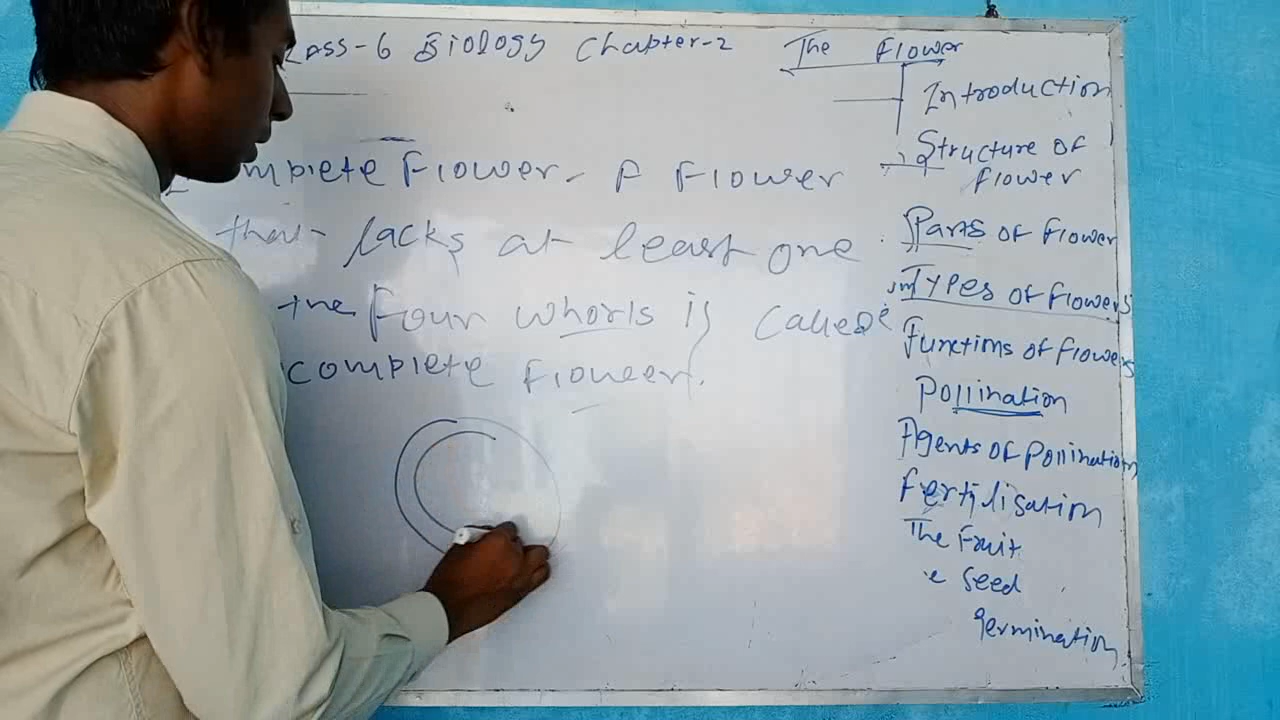 lass-6 Biology Chapter-2 The Flower
Introduction
Structure of
flower
Parts of flower
Types of flowers
Functions of flowers
Pollination
Agents of pollination
Fertilisation
The Fruit
Seed
germination
mplete Flower- A Flower
that lacks at least one
the Four whorls is called
complete flower.